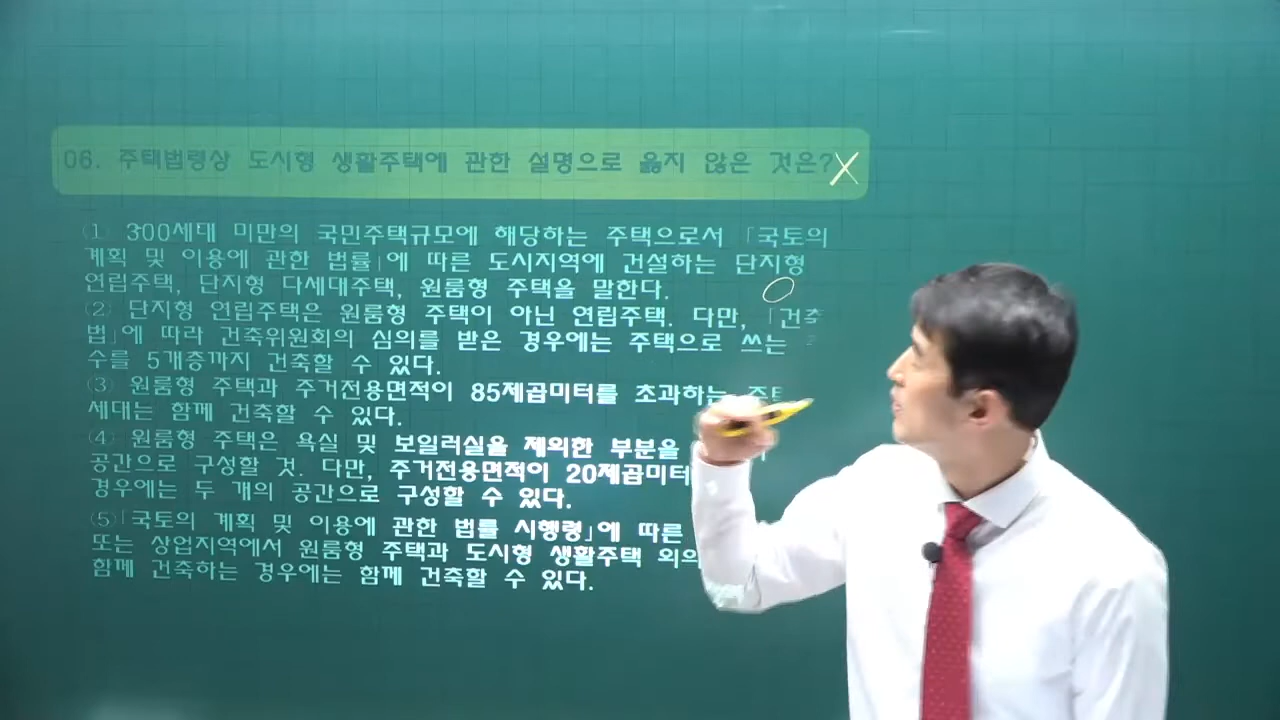 06. 주택법령상 도시형 생활주택에 관한 설명으로 옳지 않은 것은?
(1) 300세대 미만의 국민주택규모에 해당하는 주택으로서 「국토의
계획 및 이용에 관한 법률」에 따른 도시지역에 건설하는 단지형
연립주택, 단지형 다세대주택, 원룸형 주택을 말한다.
(2) 단지형 연립주택은 원룸형 주택이 아닌 연립주택. 다만, 「건축
법」에 따라 건축위원회의 심의를 받은 경우에는 주택으로 쓰는
수를 5개층까지 건축할 수 있다.
(3) 원룸형 주택과 주거전용면적이 85제곱미터를 초과하는
세대는 함께 건축할 수 있다.
(4) 원룸형 주택은 욕실 및 보일러실을 제외한 부분을
공간으로 구성할 것. 다만, 주거전용면적이 20제곱미터
경우에는 두 개의 공간으로 구성할 수 있다.
(5)「국토의 계획 및 이용에 관한 법률 시행령」에 따른
또는 상업지역에서 원룸형 주택과 도시형 생활주택 외의
함께 건축하는 경우에는 함께 건축할 수 있다.